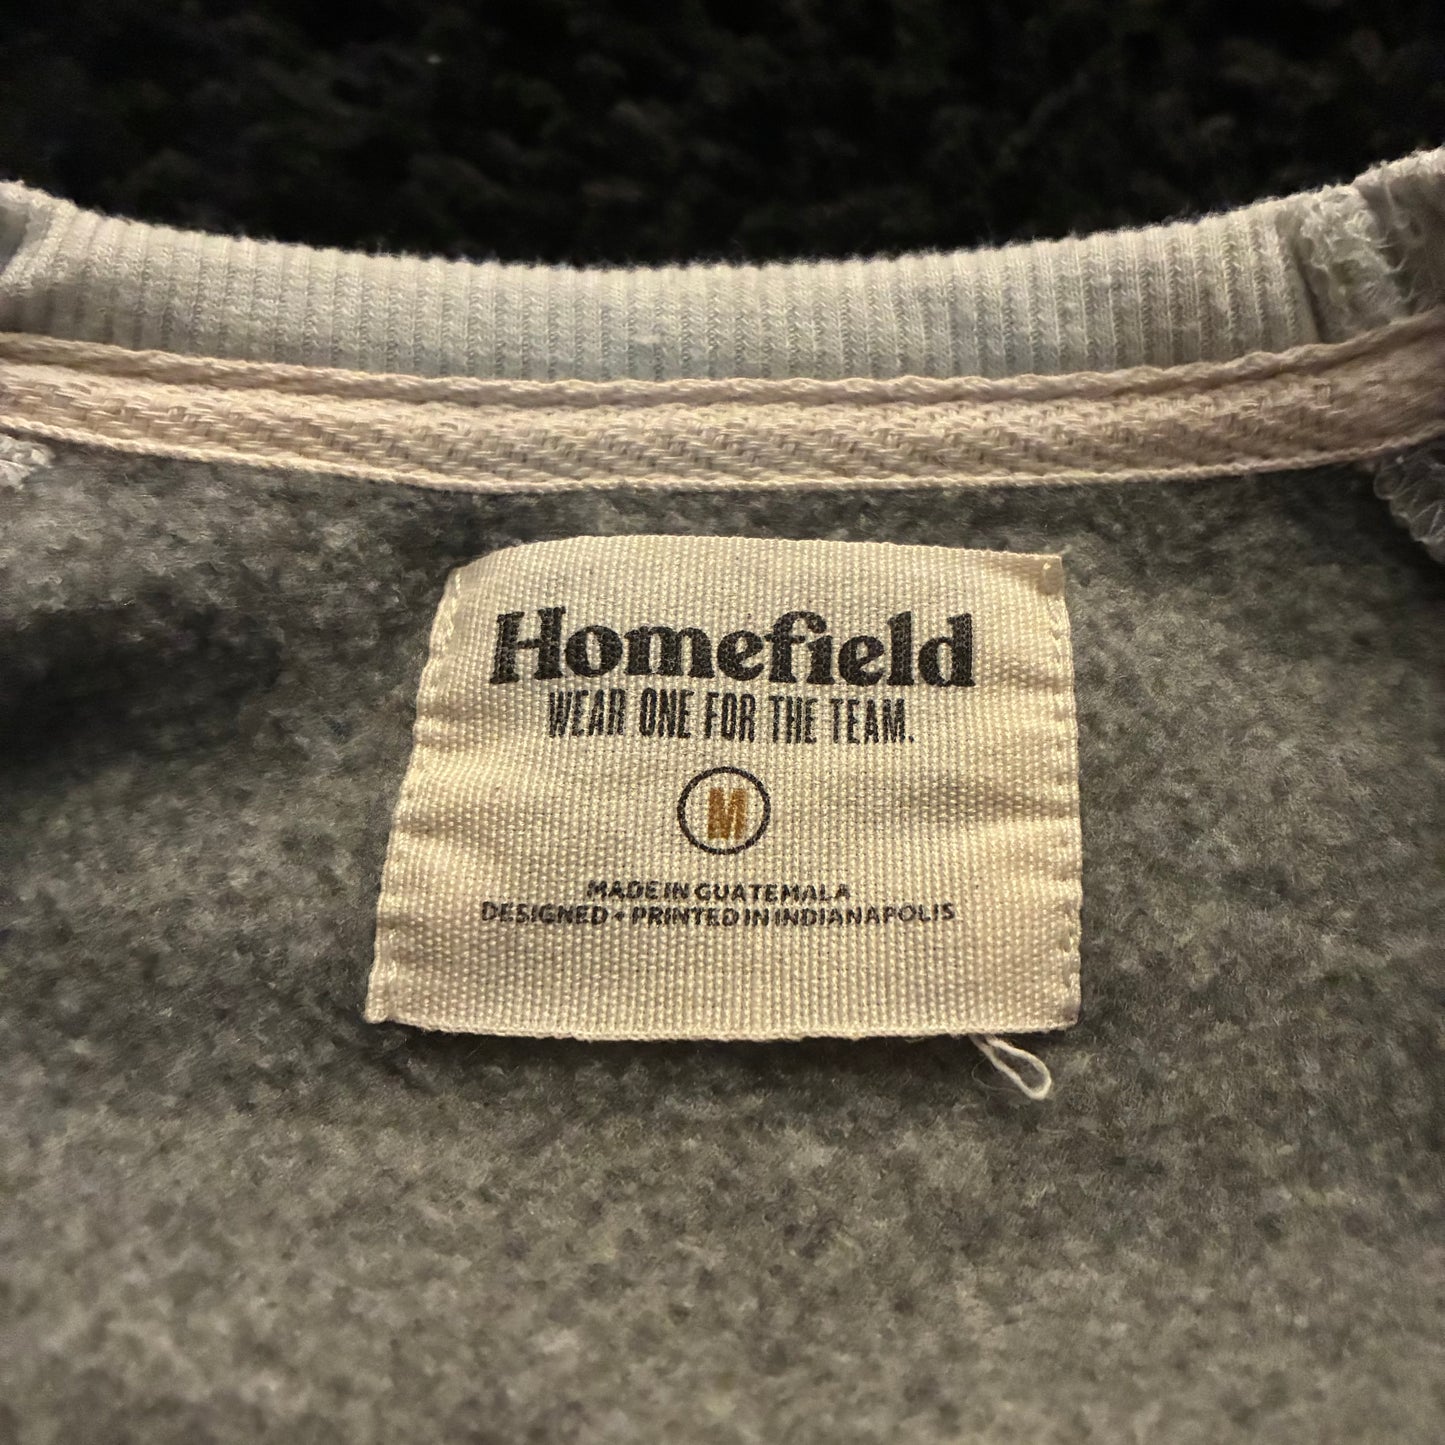 Homefield
WEAR ONE FOR THE TEAM.
M
MADE IN GUATEMALA
DESIGNED + PRINTED IN INDIANAPOLIS